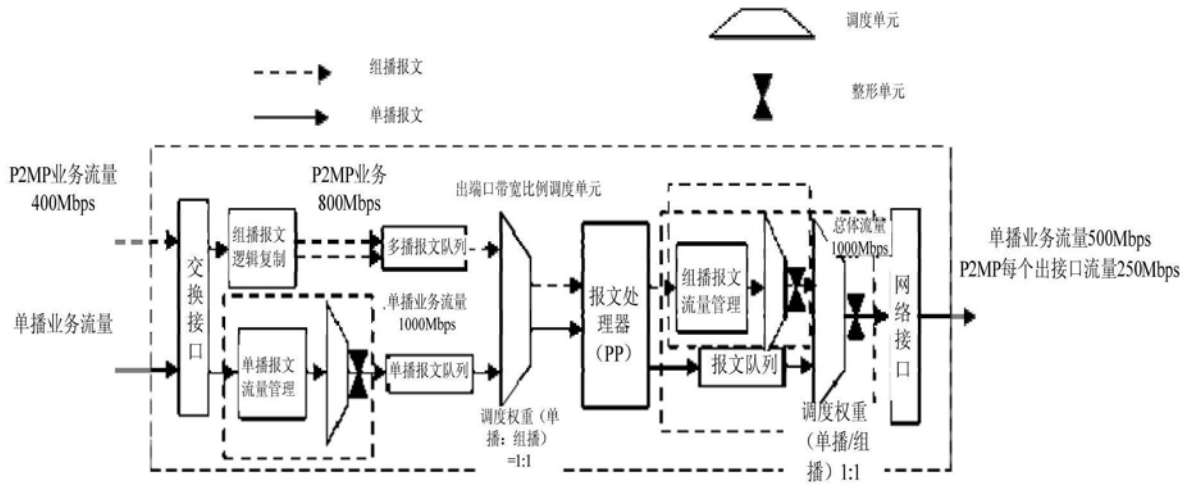 调度单元
组播报文
整形单元
单播报文
P2MP业务流量
400Mbps
P2MP业务
800Mbps
出端口带宽比例调度单元
组播报文
逻辑复制
多播报文队列
交换接口
单播业务流量
单播业务流量
1000Mbps
单播报文
流量管理
单播报文队列
调度权重（单
播：组播）
=1:1
报文处
理器
（PP）
组播报文
流量管理
报文队列
总体流量
1000Mbps
调度权重
（单播/组
播）1:1
网络接口
单播业务流量500Mbps
P2MP每个出接口流量250Mbps